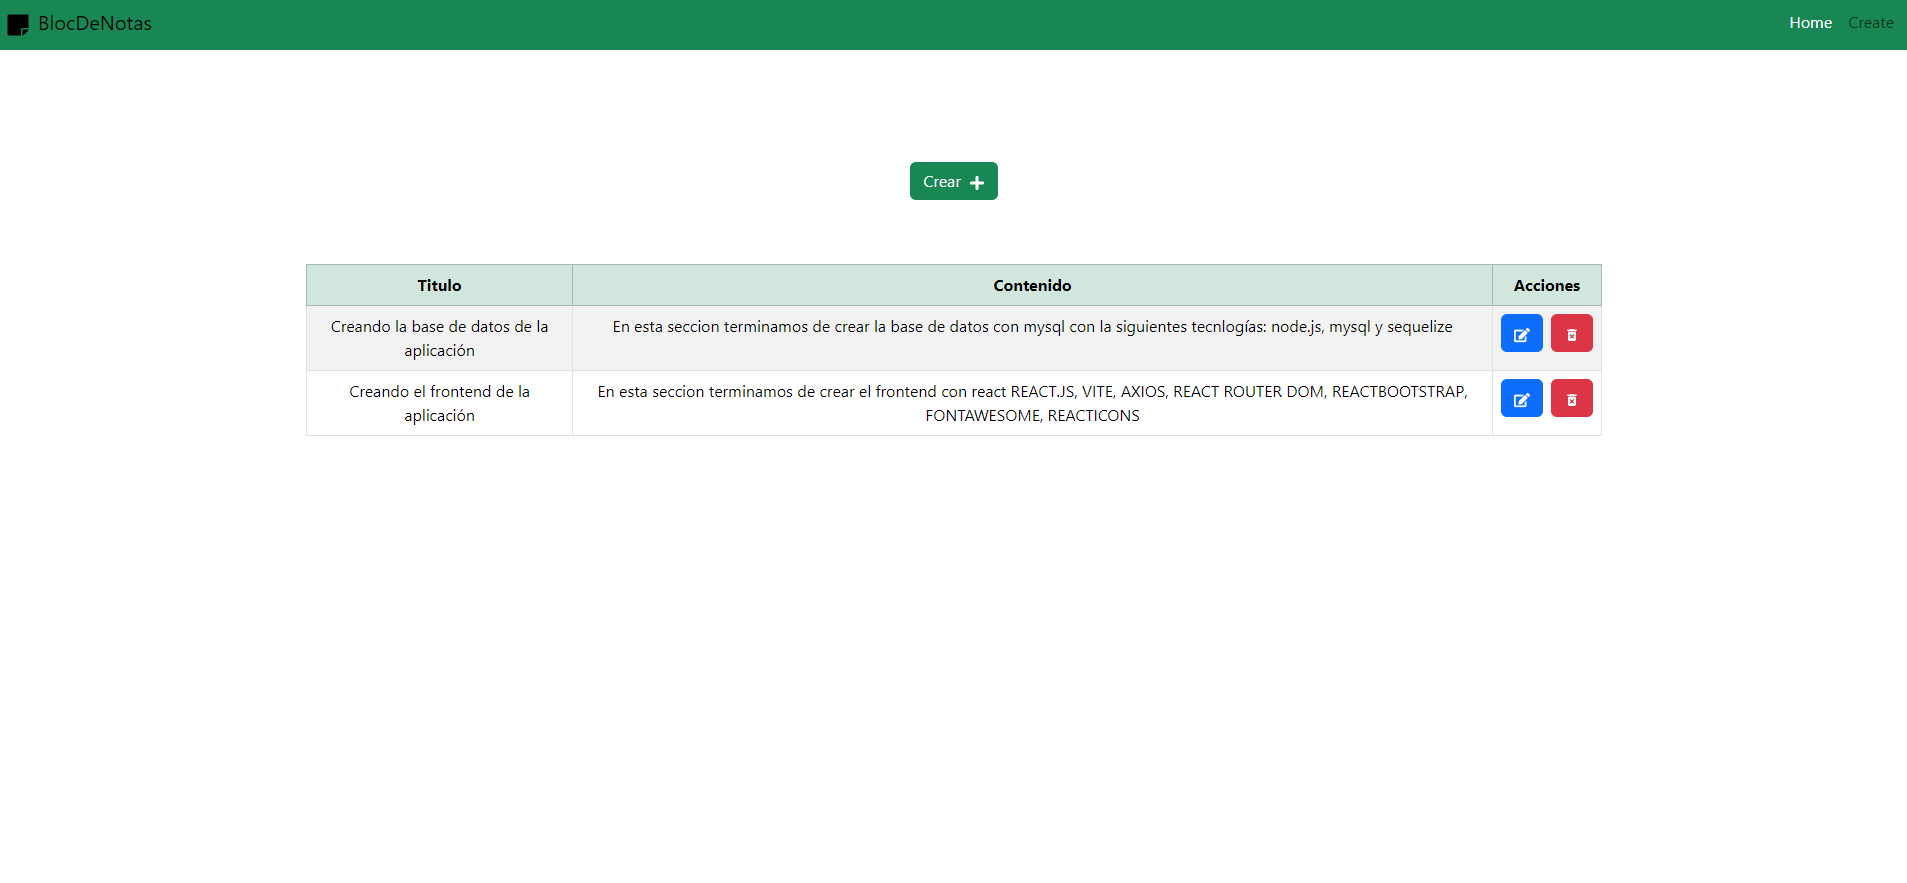 BlocDeNotas
Home Create
Crear
Titulo Contenido Acciones
Creando la base de datos de la
aplicación
En esta seccion terminamos de crear la base de datos con mysql con la siguientes tecnlogías: node.js, mysql y sequelize
Creando el frontend de la
aplicación
En esta seccion terminamos de crear el frontend con react REACT.JS, VITE, AXIOS, REACT ROUTER DOM, REACTBOOTSTRAP,
FONTAWESOME, REACTICONS